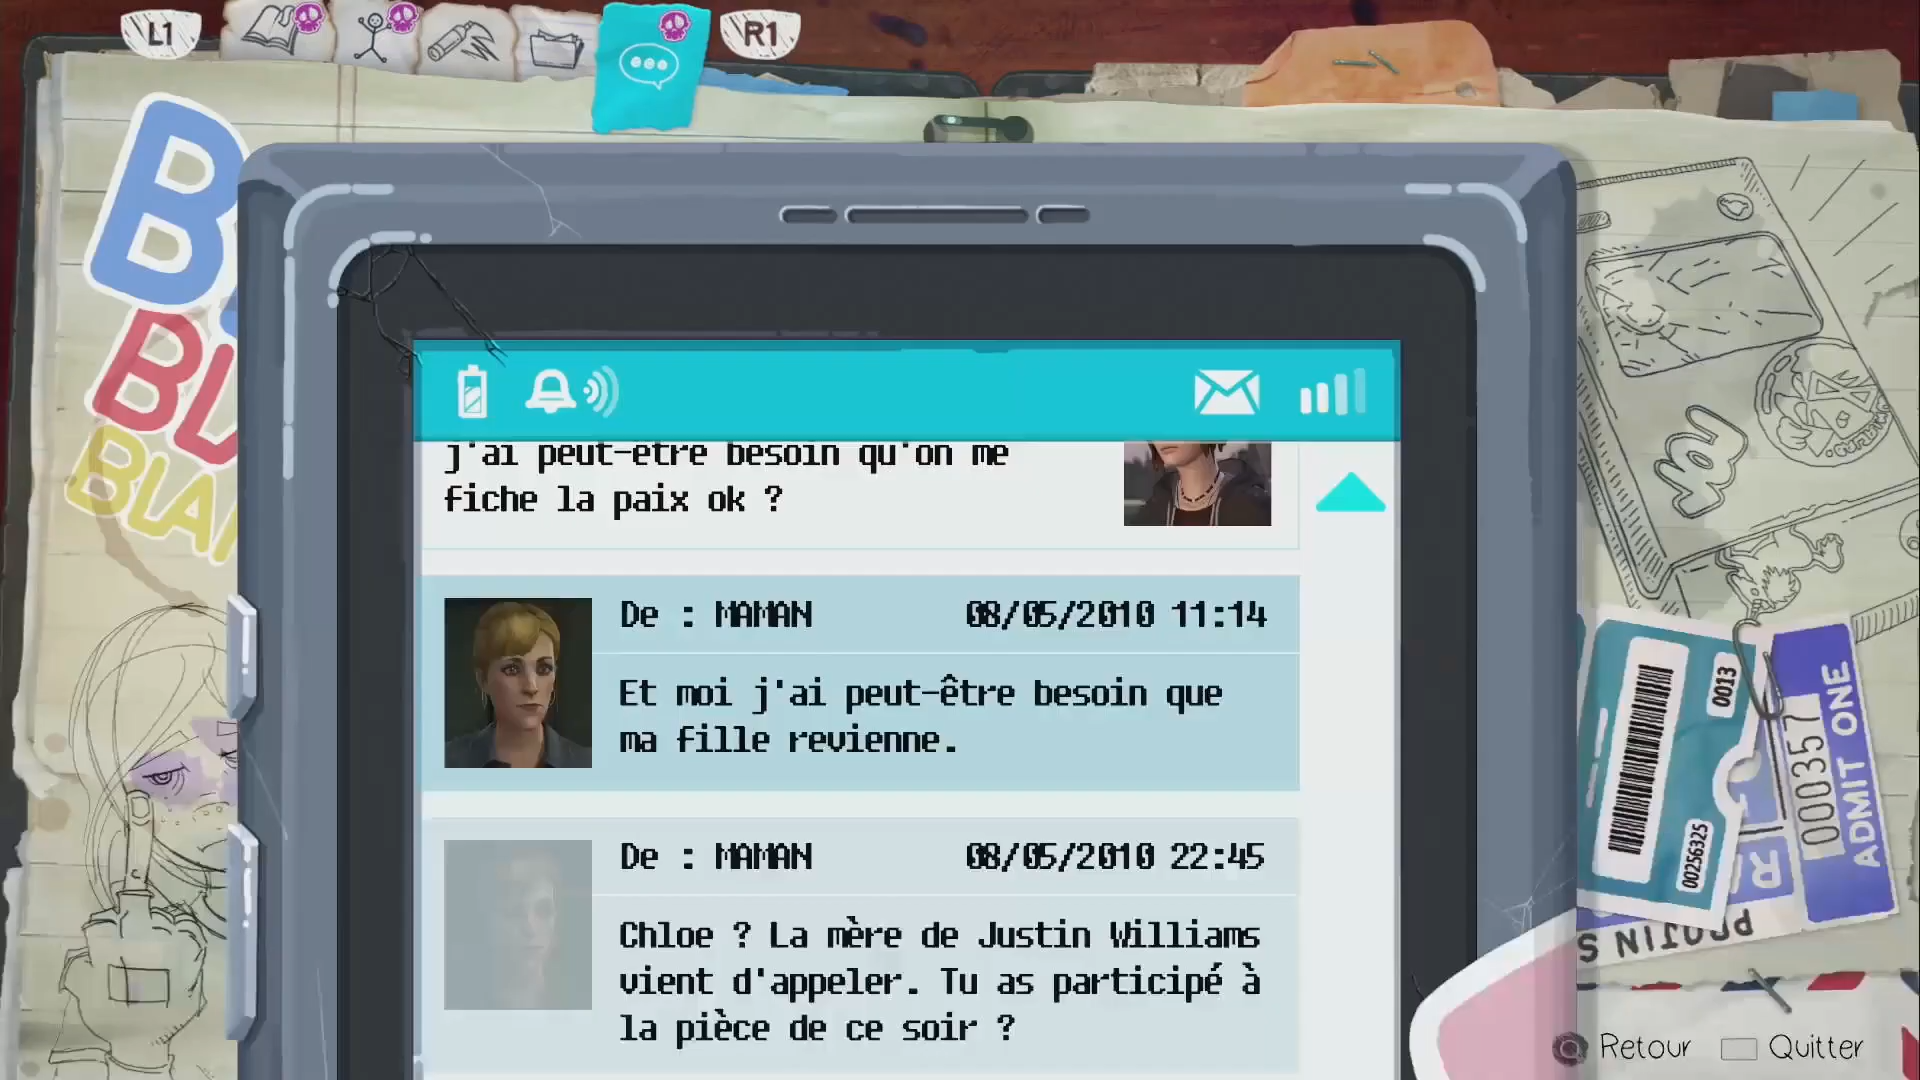 L1
R1
j'ai peut-être besoin qu'on me
fiche la paix ok ?
De : MAMAN 08/05/2010 11:14
Et moi j'ai peut-être besoin que
ma fille revienne.
De : MAMAN 08/05/2010 22:45
Chloe ? La mère de Justin Williams
vient d'appeler. Tu as participé à
la pièce de ce soir ?
0013
00256325
000357
ADMIT ONE
Retour
Quitter